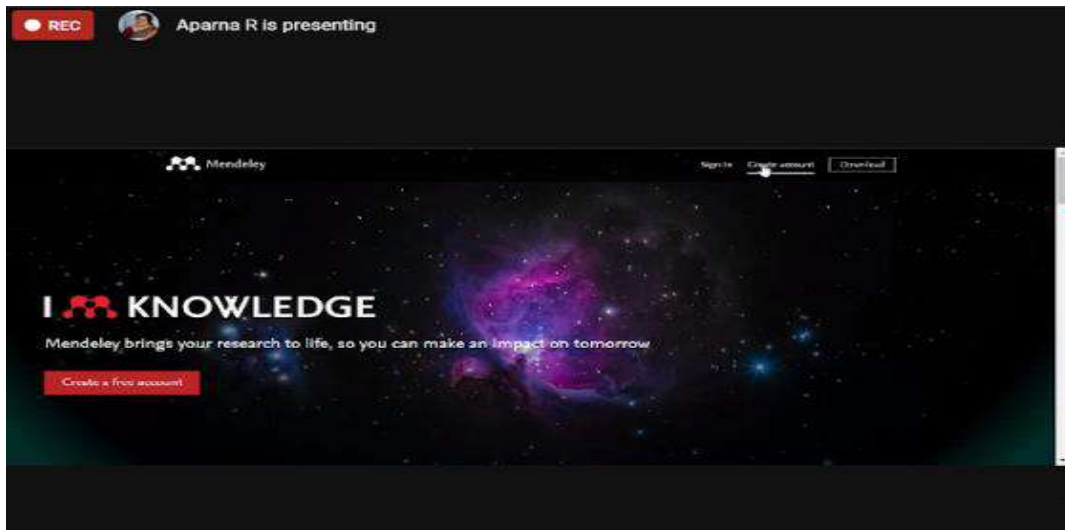 REC Aparna R is presenting
Mendeley Sign In Create account Download
I KNOWLEDGE
Mendeley brings your research to life, so you can make an impact on tomorrow
Create a free account